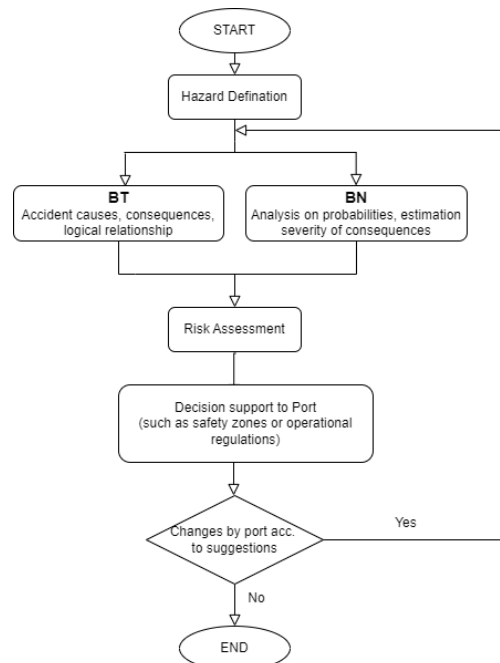 START
Hazard Defination
BT
Accident causes, consequences,
logical relationship
BN
Analysis on probabilities, estimation
severity of consequences
Risk Assessment
Decision support to Port
(such as safety zones or operational
regulations)
Changes by port acc.
to suggestions
Yes
No
END